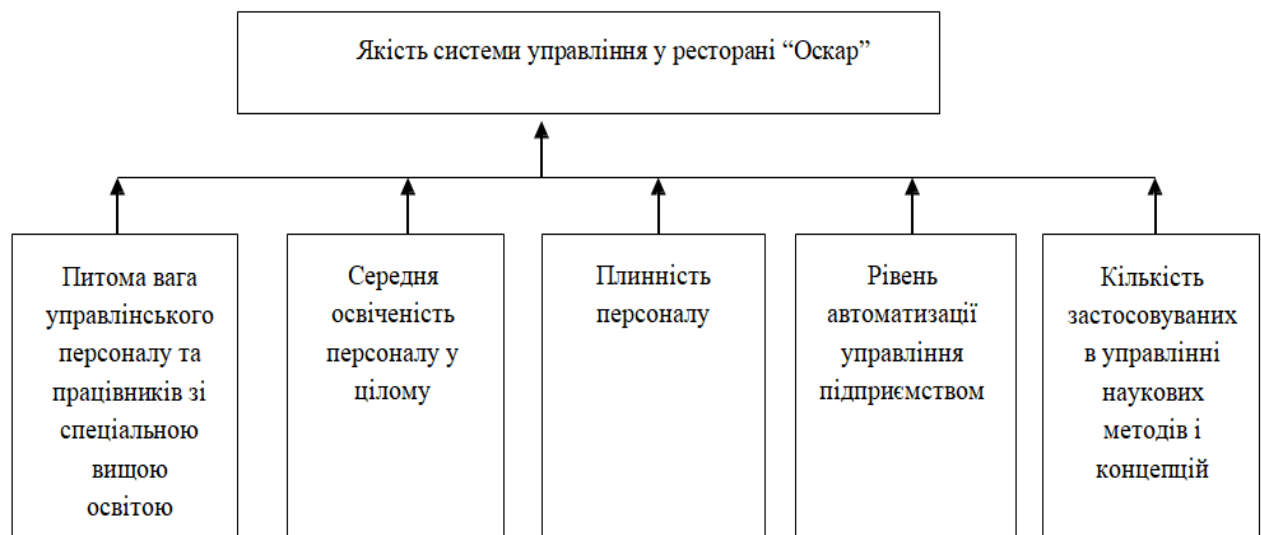 Якість системи управління у ресторані “Оскар”
Питома вага
управлінського
персоналу та
працівників зі
спеціальною
вищою
освітою
Середня
освіченість
персоналу у
цілому
Плинність
персоналу
Рівень
автоматизації
управління
підприємством
Кількість
застосовуваних
в управлінні
наукових
методів і
концепцій